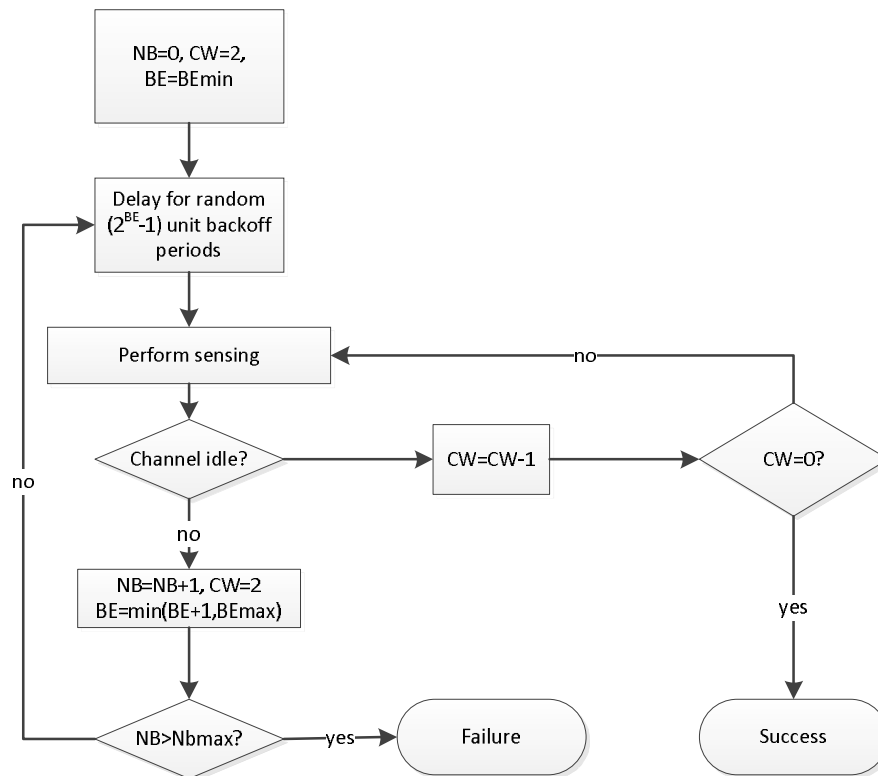 NB=0, CW=2,
BE=BEmin
Delay for random
(2^BE-1) unit backoff
periods
Perform sensing
no
Channel idle?
CW=CW-1
CW=0?
no
no
NB=NB+1, CW=2
BE=min(BE+1,BEmax)
yes
NB>Nbmax?
yes
Failure
Success